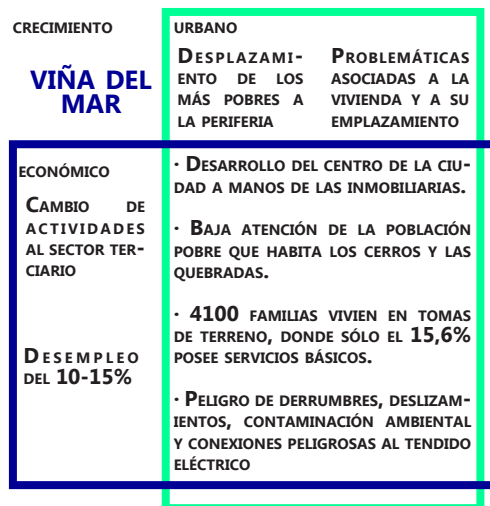 CRECIMIENTO
URBANO
VIÑA DEL
MAR
DESPLAZAMI-
ENTO DE LOS
MÁS POBRES A
LA PERIFERIA
PROBLEMÁTICAS
ASOCIADAS A LA
VIVIENDA Y A SU
EMPLAZAMIENTO
ECONÓMICO
CAMBIO DE
ACTIVIDADES
AL SECTOR TER-
CIARIO
DESEMPLEO
DEL 10-15%
· DESARROLLO DEL CENTRO DE LA CIU-
DAD A MANOS DE LAS INMOBILIARIAS.
· BAJA ATENCIÓN DE LA POBLACIÓN
POBRE QUE HABITA LOS CERROS Y LAS
QUEBRADAS.
· 4100 FAMILIAS VIVIEN EN TOMAS
DE TERRENO, DONDE SÓLO EL 15,6%
POSEE SERVICIOS BÁSICOS.
· PELIGRO DE DERRUMBRES, DESLIZAM-
IENTOS, CONTAMINACIÓN AMBIENTAL
Y CONEXIONES PELIGROSAS AL TENDIDO
ELÉCTRICO